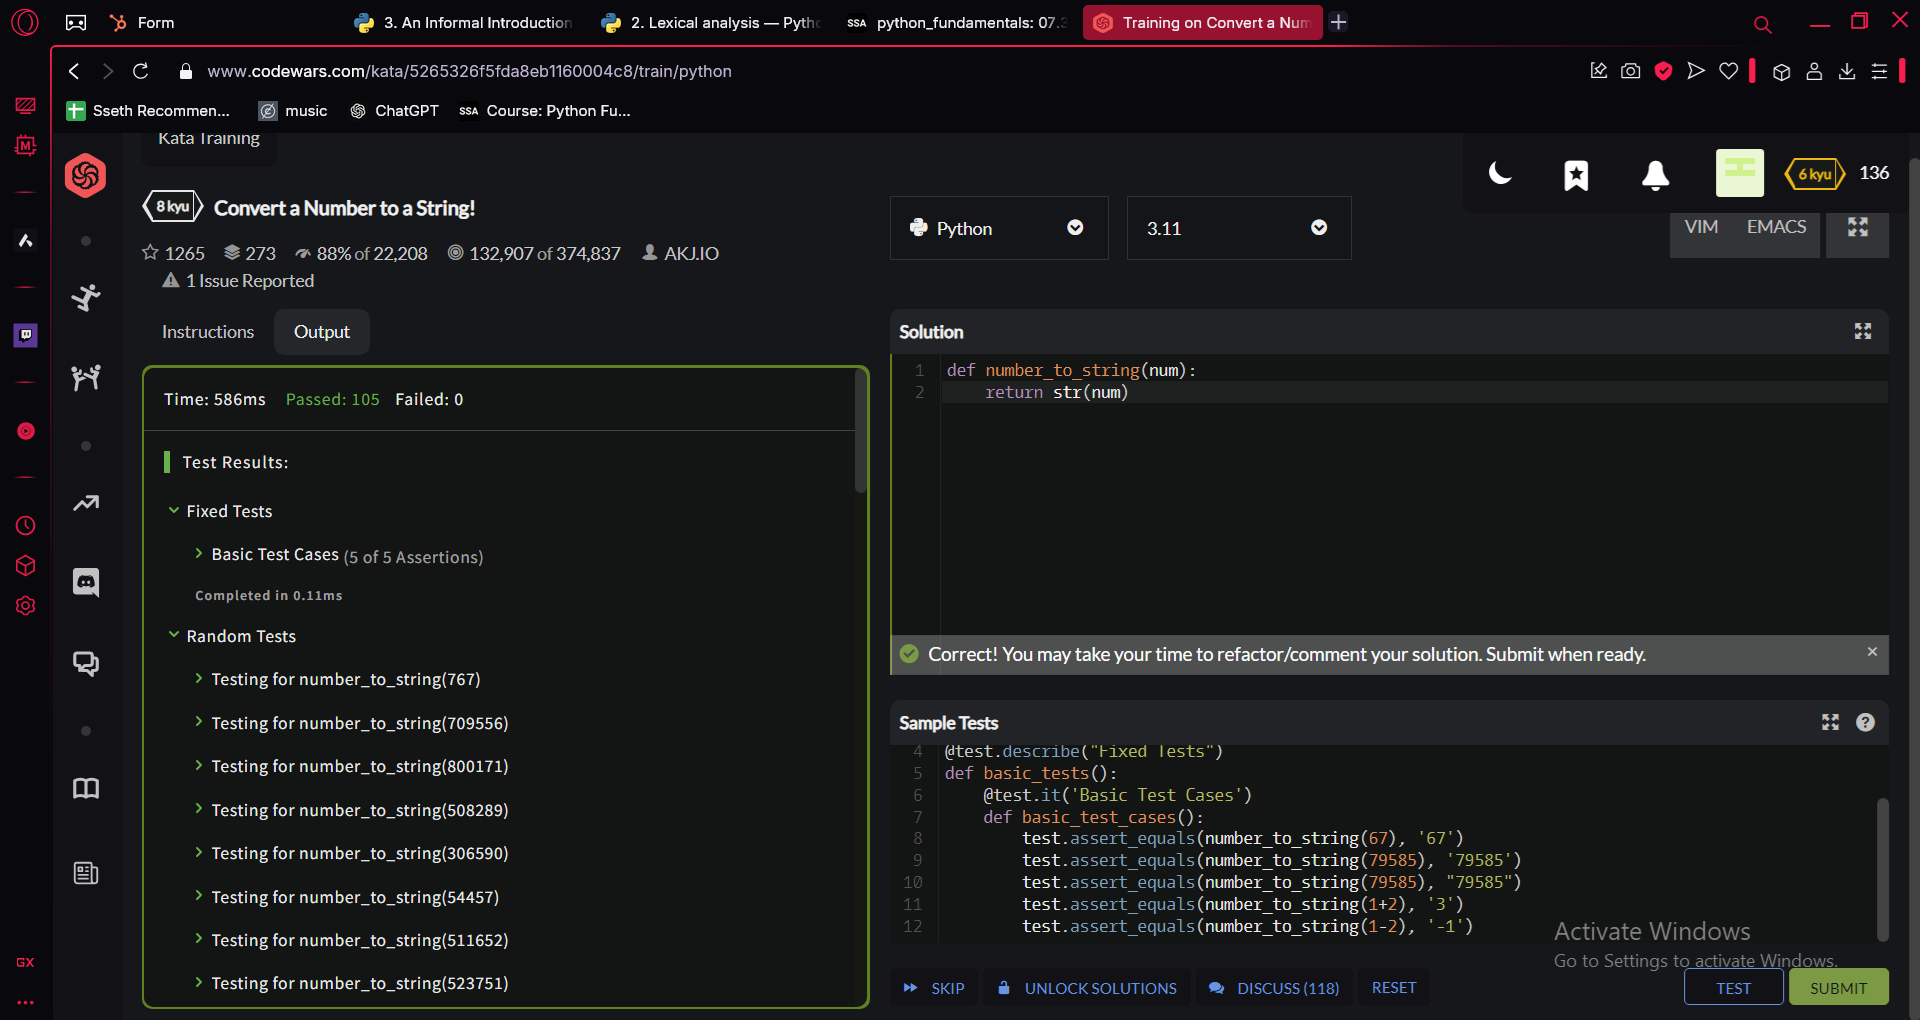 Form
3. An Informal Introduction
2. Lexical analysis — Pytho
SSA python_fundamentals: 07.3
Training on Convert a Num
www.codewars.com/kata/5265326f5fda8eb1160004c8/train/python
Sseth Recommen...
music
ChatGPT
SSA Course: Python Fu...
Kata Training
6 kyu 136
8 kyu Convert a Number to a String!
1265 273 88% of 22,208 132,907 of 374,837 AKJ.IO
1 Issue Reported
Python
3.11
VIM EMACS
Instructions Output
Time: 586ms Passed: 105 Failed: 0
Test Results:
Fixed Tests
Basic Test Cases (5 of 5 Assertions)
Completed in 0.11ms
Random Tests
Testing for number_to_string(767)
Testing for number_to_string(709556)
Testing for number_to_string(800171)
Testing for number_to_string(508289)
Testing for number_to_string(306590)
Testing for number_to_string(54457)
Testing for number_to_string(511652)
Testing for number_to_string(523751)
Solution
1 def number_to_string(num):
2 return str(num)
Correct! You may take your time to refactor/comment your solution. Submit when ready.
Sample Tests
4 @test.describe("Fixed Tests")
5 def basic_tests():
6 @test.it('Basic Test Cases')
7 def basic_test_cases():
8 test.assert_equals(number_to_string(67), '67')
9 test.assert_equals(number_to_string(79585), '79585')
10 test.assert_equals(number_to_string(79585), "79585")
11 test.assert_equals(number_to_string(1+2), '3')
12 test.assert_equals(number_to_string(1-2), '-1')
Activate Windows
Go to Settings to activate Windows.
SKIP UNLOCK SOLUTIONS DISCUSS (118) RESET TEST SUBMIT
M
GX